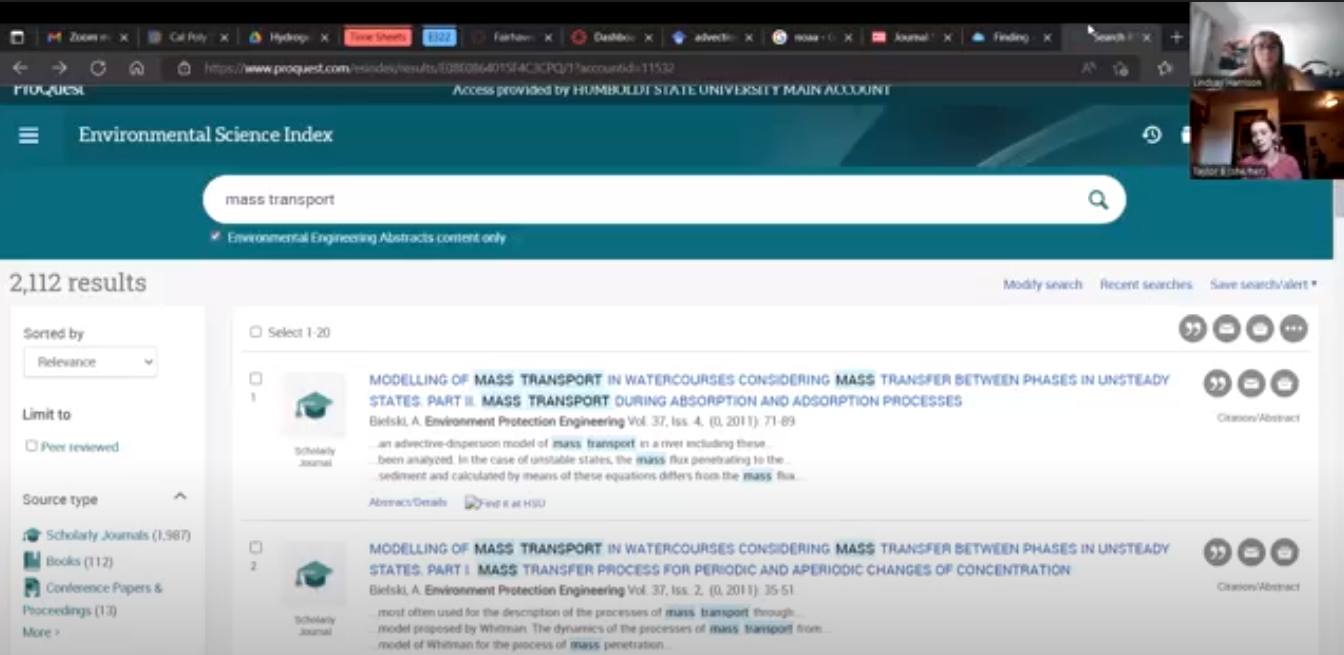 Zoom m
Cal Poly
Hydrog
Time Sheets
E322
Fairhav
Dashbo
advecti
noaa - G
Journal
Finding
Search
https://www.proquest.com/esindex/results/
?accountid=11532
ProQuest
Access provided by HUMBOLDT STATE UNIVERSITY MAIN ACCOUNT
Environmental Science Index
mass transport
Environmental Engineering Abstracts content only
2,112 results
Modify search
Recent searches
Save search/alert
Sorted by
Relevance
Limit to
Peer reviewed
Source type
Scholarly Journals (1,987)
Books (112)
Conference Papers &
Proceedings (13)
More >
Select 1-20
1
Scholarly
Journal
MODELLING OF MASS TRANSPORT IN WATERCOURSES CONSIDERING MASS TRANSFER BETWEEN PHASES IN UNSTEADY
STATES. PART II. MASS TRANSPORT DURING ABSORPTION AND ADSORPTION PROCESSES
Bielski, A. Environment Protection Engineering Vol. 37, Iss. 4, (0, 2011): 71-89
...an advective-dispersion model of mass transport in a river including these...
...been analyzed. In the case of unstable states, the mass flux penetrating to the...
...sediment and calculated by means of these equations differs from the mass flux...
Abstract/Details
Find it at HSU
Citation/Abstract
2
Scholarly
Journal
MODELLING OF MASS TRANSPORT IN WATERCOURSES CONSIDERING MASS TRANSFER BETWEEN PHASES IN UNSTEADY
STATES. PART I. MASS TRANSFER PROCESS FOR PERIODIC AND APERIODIC CHANGES OF CONCENTRATION
Bielski, A. Environment Protection Engineering Vol. 37, Iss. 2, (0, 2011): 35-51
...most often used for the description of the processes of mass transport through...
...model proposed by Whitman. The dynamics of the processes of mass transport from...
...model of Whitman for the process of mass penetration...
Citation/Abstract
Lindsay Harrison
Taylor B (she/her)